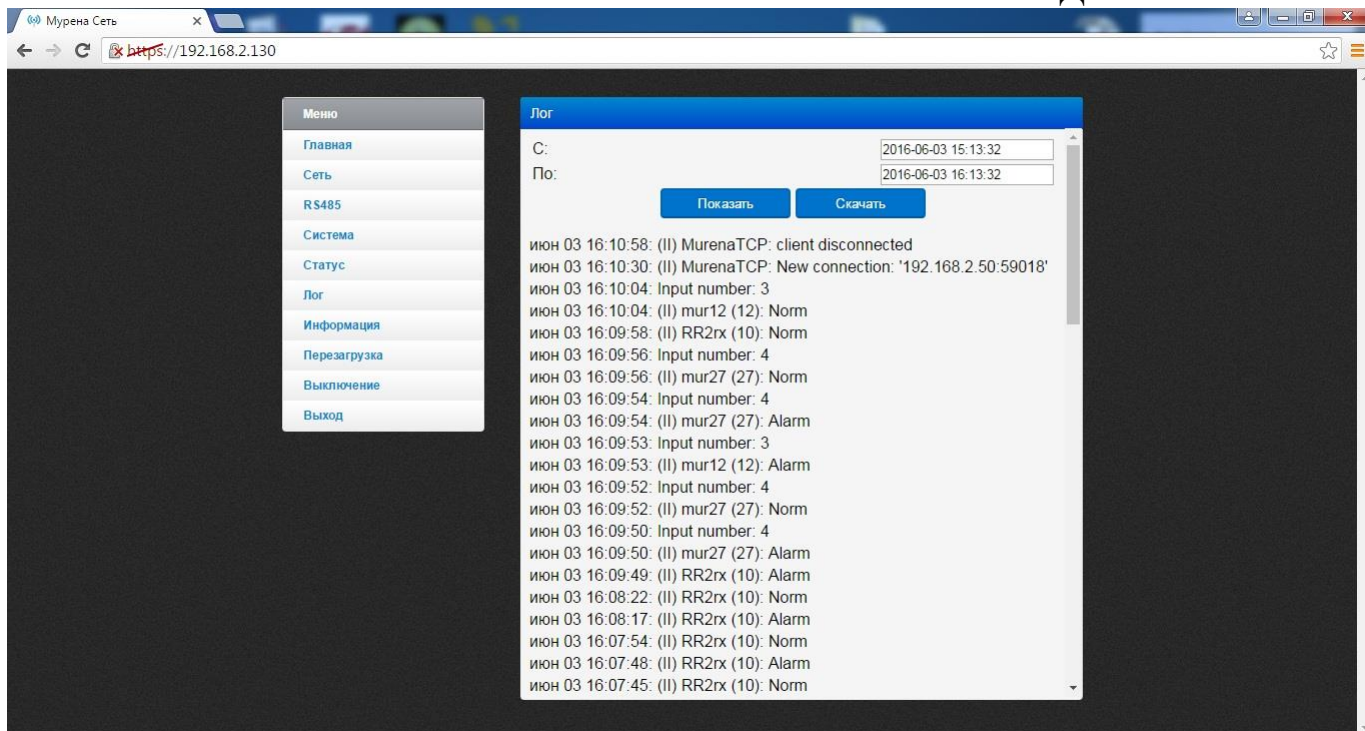 Д
Мурена Сеть
https://192.168.2.130
Меню
Главная
Сеть
RS485
Система
Статус
Лог
Информация
Перезагрузка
Выключение
Выход
Лог
С: 2016-06-03 15:13:32
По: 2016-06-03 16:13:32
Показать Скачать
июн 03 16:10:58: (II) MurenaTCP: client disconnected
июн 03 16:10:30: (II) MurenaTCP: New connection: '192.168.2.50:59018'
июн 03 16:10:04: Input number: 3
июн 03 16:10:04: (II) mur12 (12): Norm
июн 03 16:09:58: (II) RR2rx (10): Norm
июн 03 16:09:56: Input number: 4
июн 03 16:09:56: (II) mur27 (27): Norm
июн 03 16:09:54: Input number: 4
июн 03 16:09:54: (II) mur27 (27): Alarm
июн 03 16:09:53: Input number: 3
июн 03 16:09:53: (II) mur12 (12): Alarm
июн 03 16:09:52: Input number: 4
июн 03 16:09:52: (II) mur27 (27): Norm
июн 03 16:09:50: Input number: 4
июн 03 16:09:50: (II) mur27 (27): Alarm
июн 03 16:09:49: (II) RR2rx (10): Alarm
июн 03 16:08:22: (II) RR2rx (10): Norm
июн 03 16:08:17: (II) RR2rx (10): Alarm
июн 03 16:07:54: (II) RR2rx (10): Norm
июн 03 16:07:48: (II) RR2rx (10): Alarm
июн 03 16:07:45: (II) RR2rx (10): Norm